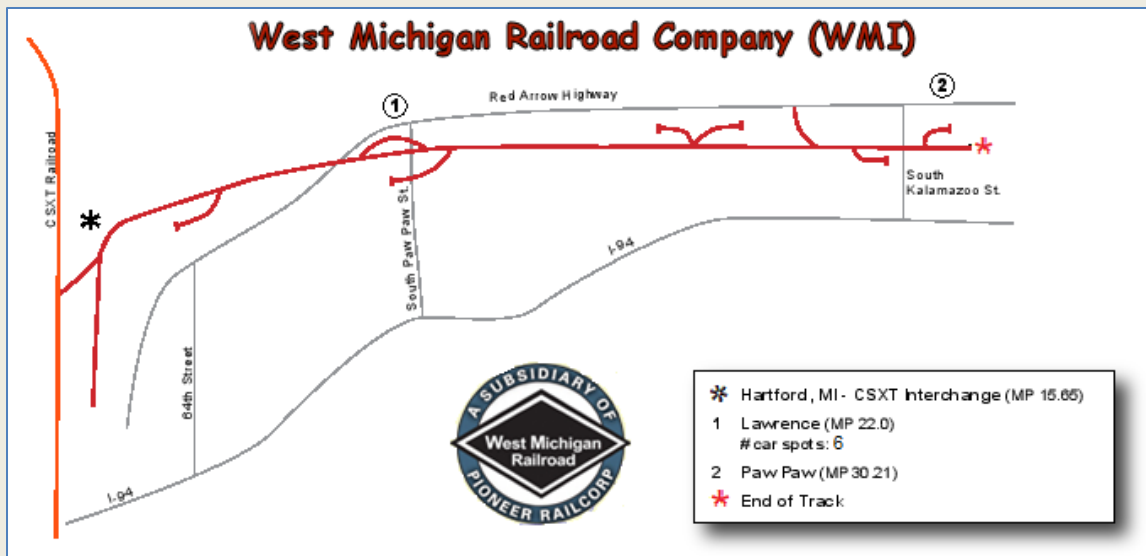 West Michigan Railroad Company (WMI)
1
Red Arrow Highway
2
CSXT Railroad
*
South Paw Paw St.
South
Kalamazoo St.
*
I-94
64th Street
I-94
A SUBSIDIARY OF
West Michigan
Railroad
PIONEER RAILCORP
* Hartford, MI - CSXT Interchange (MP 15.65)
1 Lawrence (MP 22.0)
# car spots: 6
2 Paw Paw (MP 30.21)
* End of Track